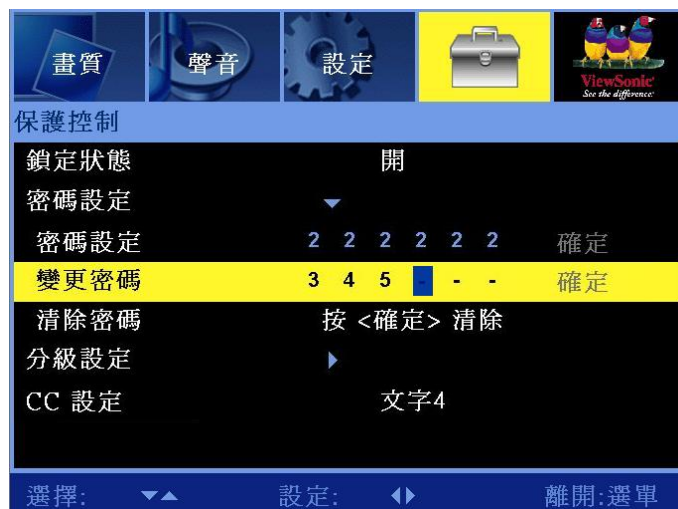 畫質 聲音 設定 ViewSonic®
See the difference™
保護控制
鎖定狀態 開
密碼設定
密碼設定 2 2 2 2 2 2 確定
變更密碼 3 4 5 - - - 確定
清除密碼 按 <確定> 清除
分級設定
CC 設定 文字4
選擇: 設定: 離開:選單